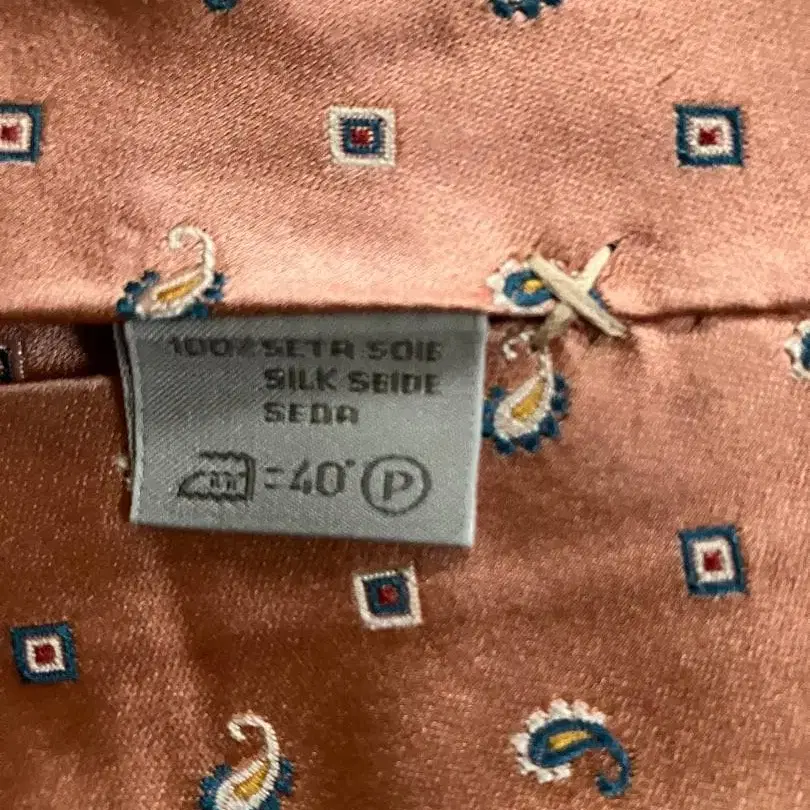 100% SETA SOIE
SILK SEIDE
SEDA
=40° P